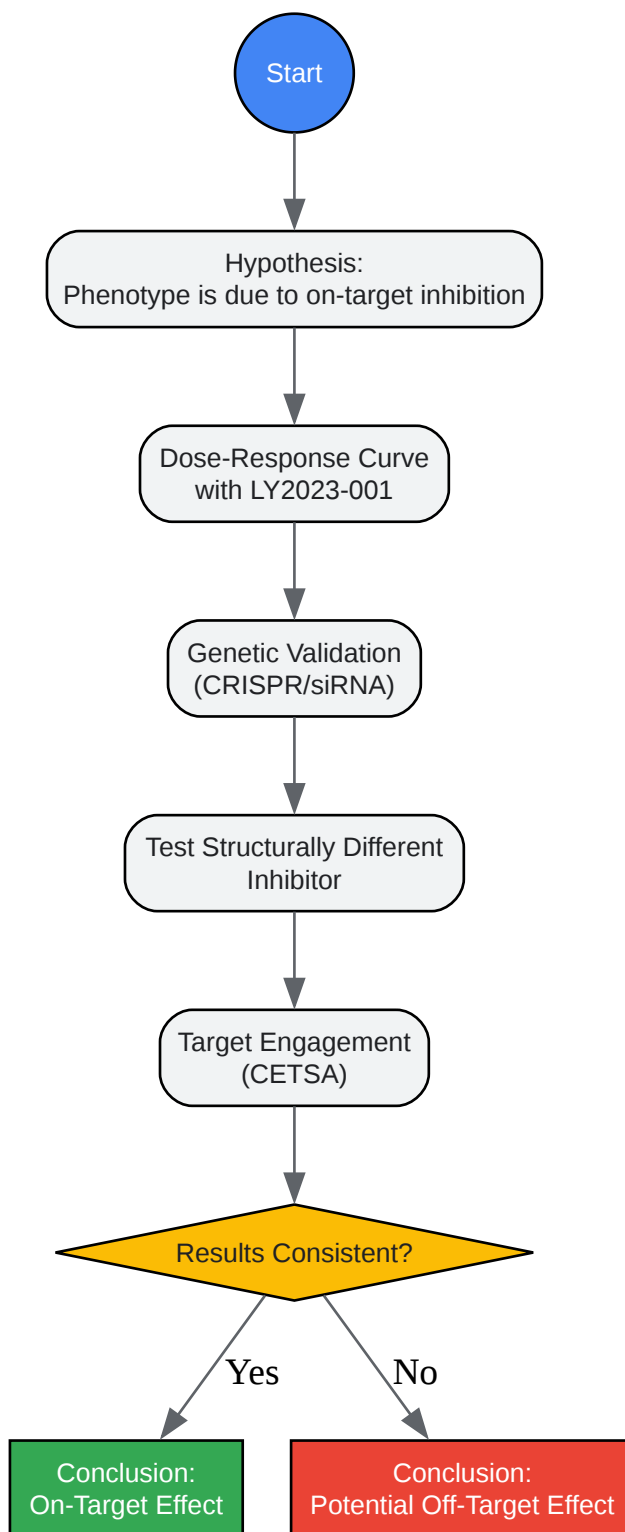 Start
Hypothesis:
Phenotype is due to on-target inhibition
Dose-Response Curve
with LY2023-001
Genetic Validation
(CRISPR/siRNA)
Test Structurally Different
Inhibitor
Target Engagement
(CETSA)
Results Consistent?
Yes
No
Conclusion:
On-Target Effect
Conclusion:
Potential Off-Target Effect